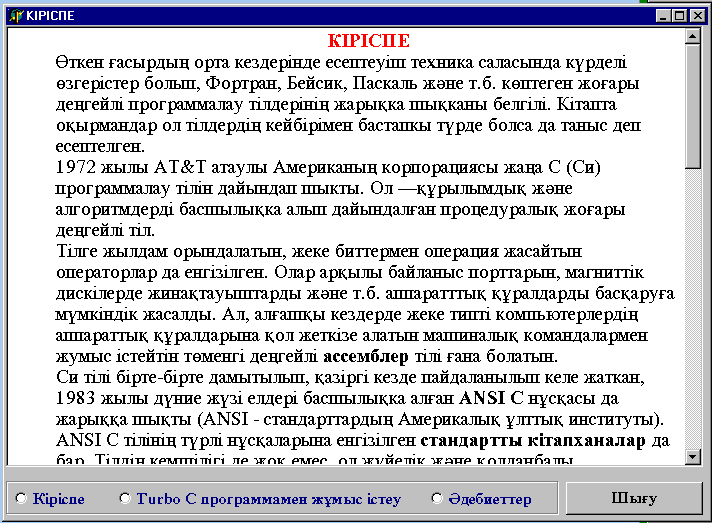 КІРІСПЕ
КІРІСПЕ
Өткен ғасырдың орта кездерінде есептеуіш техника саласында күрделі
өзгерістер болып, Фортран, Бейсик, Паскаль және т.б. көптеген жоғары
деңгейлі программалау тілдерінің жарыққа шыққаны белгілі. Кітапта
оқырмандар ол тілдердің кейбірімен бастапкы түрде болса да таныс деп
есептелген.
1972 жылы AT&T атаулы Американың корпорациясы жаңа С (Си)
программалау тілін дайындап шыкты. Ол —құрылымдық және
алгоритмдерді басшылыққа алып дайындалған процедуралық жоғары
деңгейлі тіл.
Тілге жылдам орындалатын, жеке биттермен операция жасайтын
операторлар да енгізілген. Олар арқылы байланыс порттарын, магниттік
дискілерде жинақтауыштарды және т.б. аппаратттық құралдарды басқаруға
мүмкіндік жасалды. Ал, алғашқы кездерде жеке типті компьютерлердің
аппараттық құралдарына қол жеткізе алатын машиналық командалармен
жумыс істейтін төменгі деңгейлі ассемблер тілі ғана болатын.
Си тілі бірте-бірте дамытылып, қазіргі кезде пайдаланылып келе жаткан,
1983 жылы дүние жүзі елдері басшылыққа алған ANSI C нұсқасы да
жарыққа шықты (ANSI - стандарттардың Америкалық ұлттық институты).
ANSI C тілінің түрлі нұсқаларына енгізілген стандартты кітапханалар да
бар. Тілдің кемшілігі де жоқ емес, ол жүйелік және қолданбалы
Кіріспе
Turbo C программамен жұмыс істеу
Әдебиеттер
Шығу